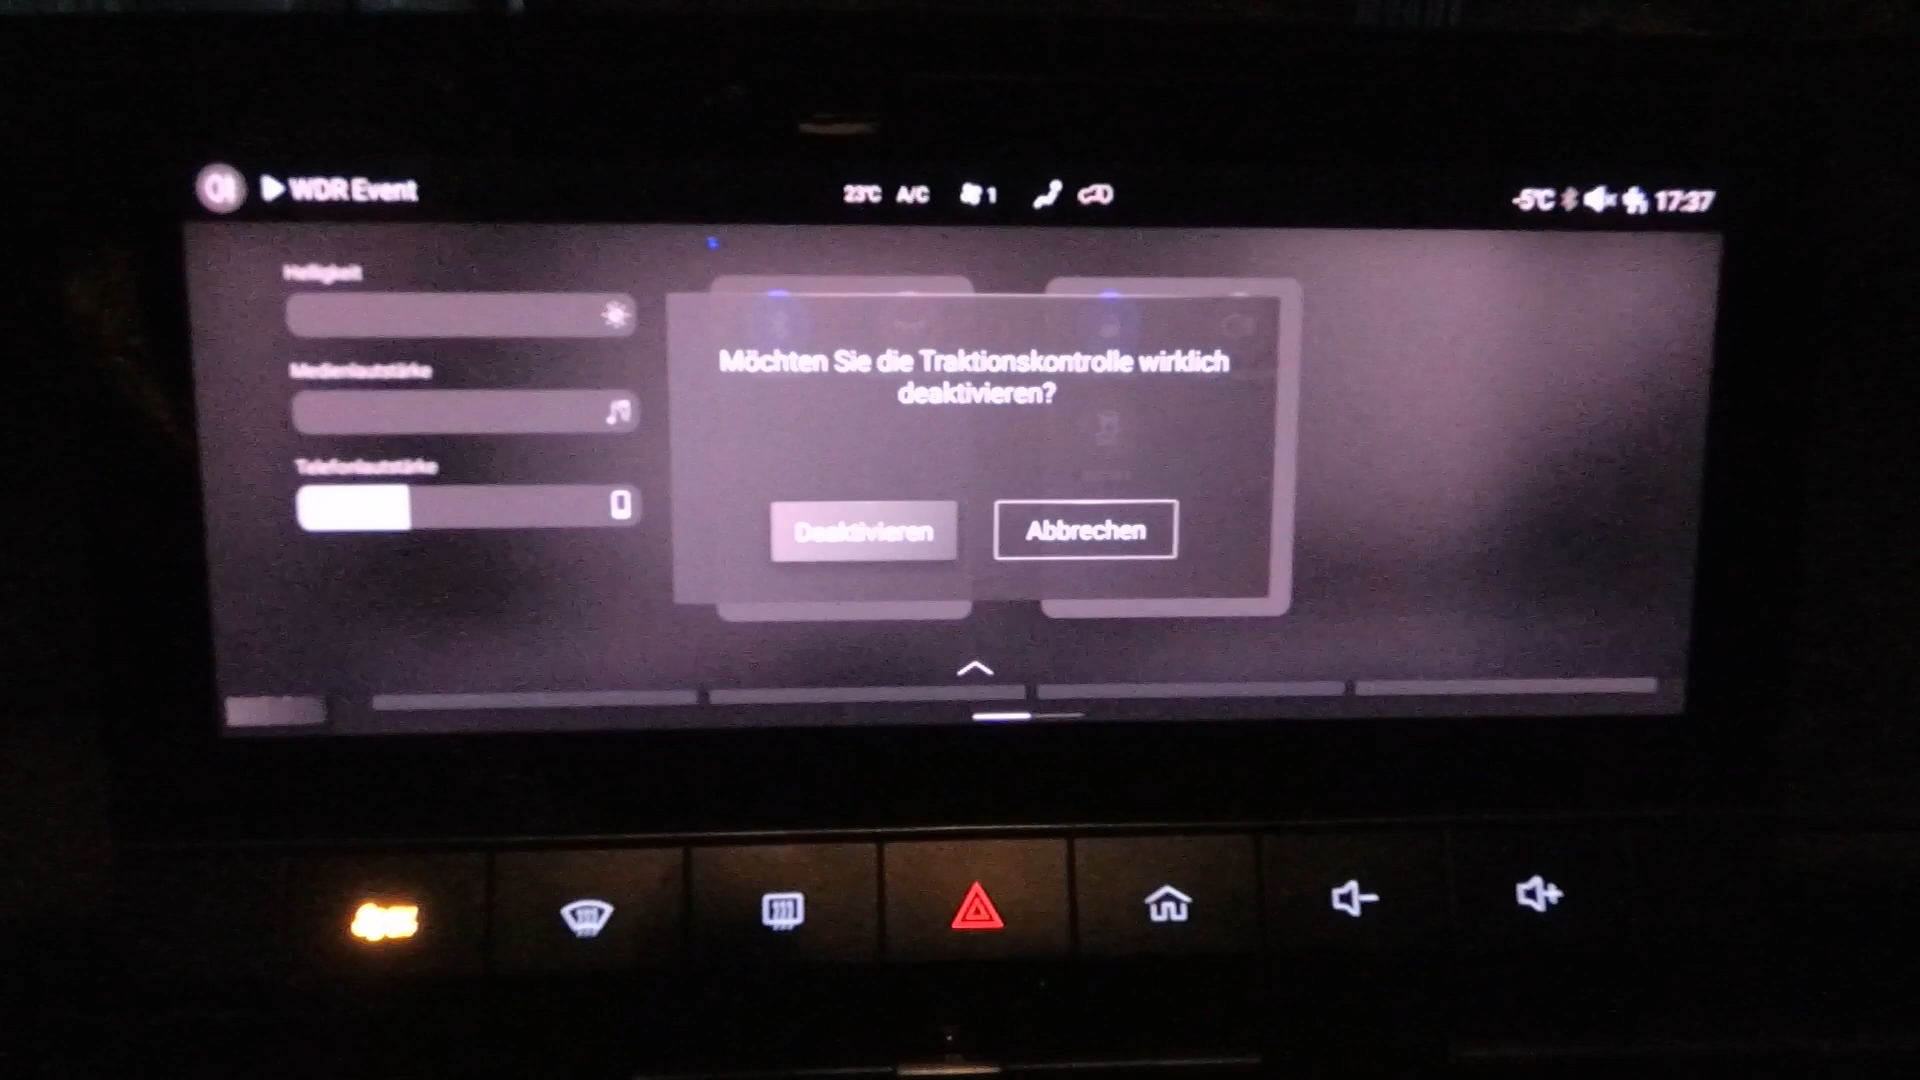 WDR Event
23°C A/C 1
-5°C 17:37
Helligkeit
Medienlautstärke
Telefonlautstärke
Möchten Sie die Traktionskontrolle wirklich
deaktivieren?
Deaktivieren Abbrechen